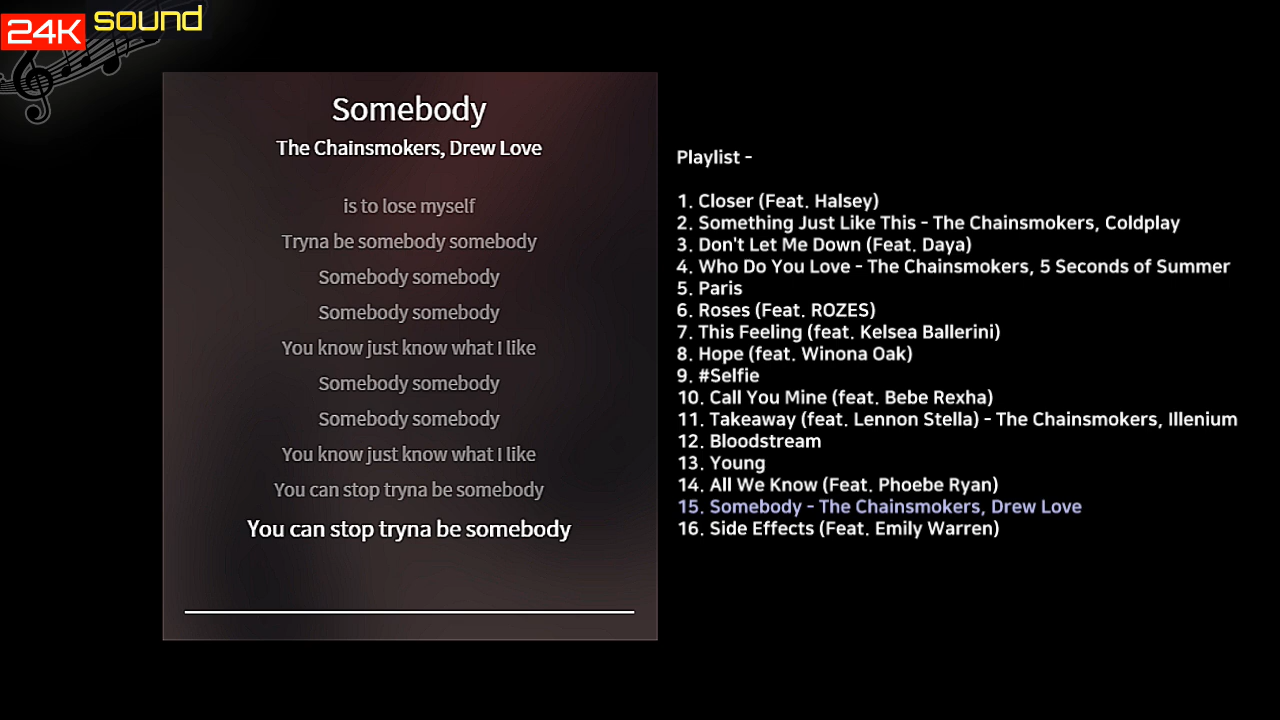 24K sound
Somebody
The Chainsmokers, Drew Love
is to lose myself
Tryna be somebody somebody
Somebody somebody
Somebody somebody
You know just know what I like
Somebody somebody
Somebody somebody
You know just know what I like
You can stop tryna be somebody
You can stop tryna be somebody
Playlist -
1. Closer (Feat. Halsey)
2. Something Just Like This - The Chainsmokers, Coldplay
3. Don't Let Me Down (Feat. Daya)
4. Who Do You Love - The Chainsmokers, 5 Seconds of Summer
5. Paris
6. Roses (Feat. ROZES)
7. This Feeling (feat. Kelsea Ballerini)
8. Hope (feat. Winona Oak)
9. #Selfie
10. Call You Mine (feat. Bebe Rexha)
11. Takeaway (feat. Lennon Stella) - The Chainsmokers, Illenium
12. Bloodstream
13. Young
14. All We Know (Feat. Phoebe Ryan)
15. Somebody - The Chainsmokers, Drew Love
16. Side Effects (Feat. Emily Warren)